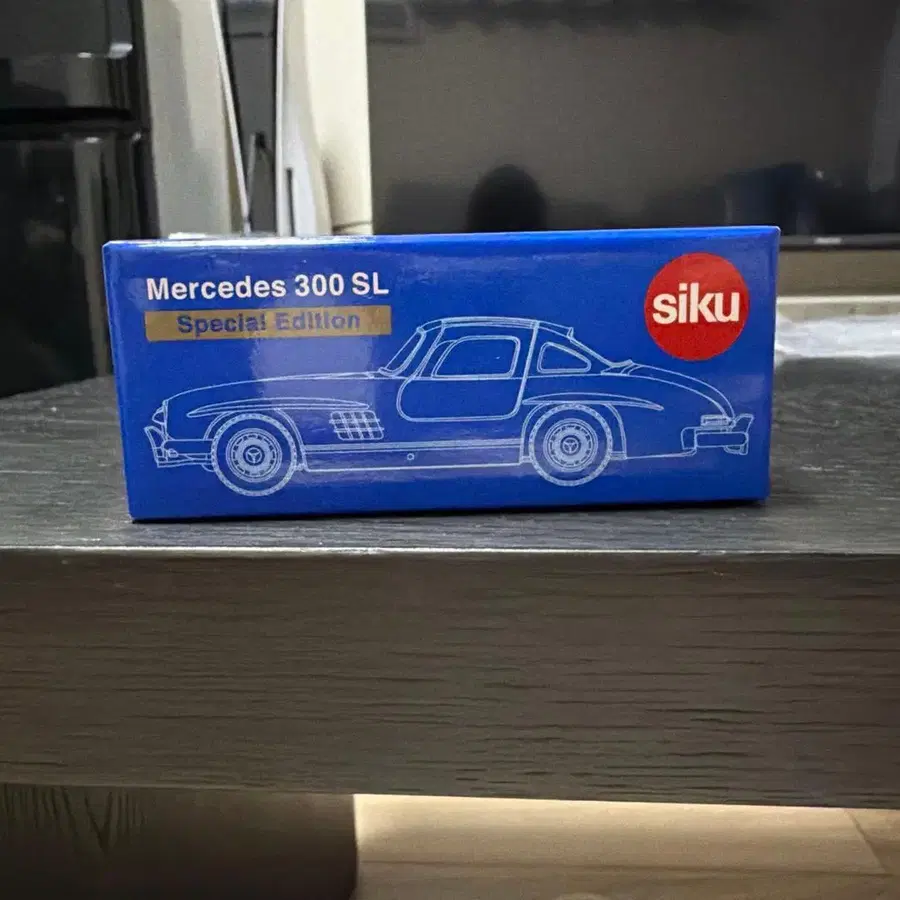 Mercedes 300 SL
Special Edition
siku